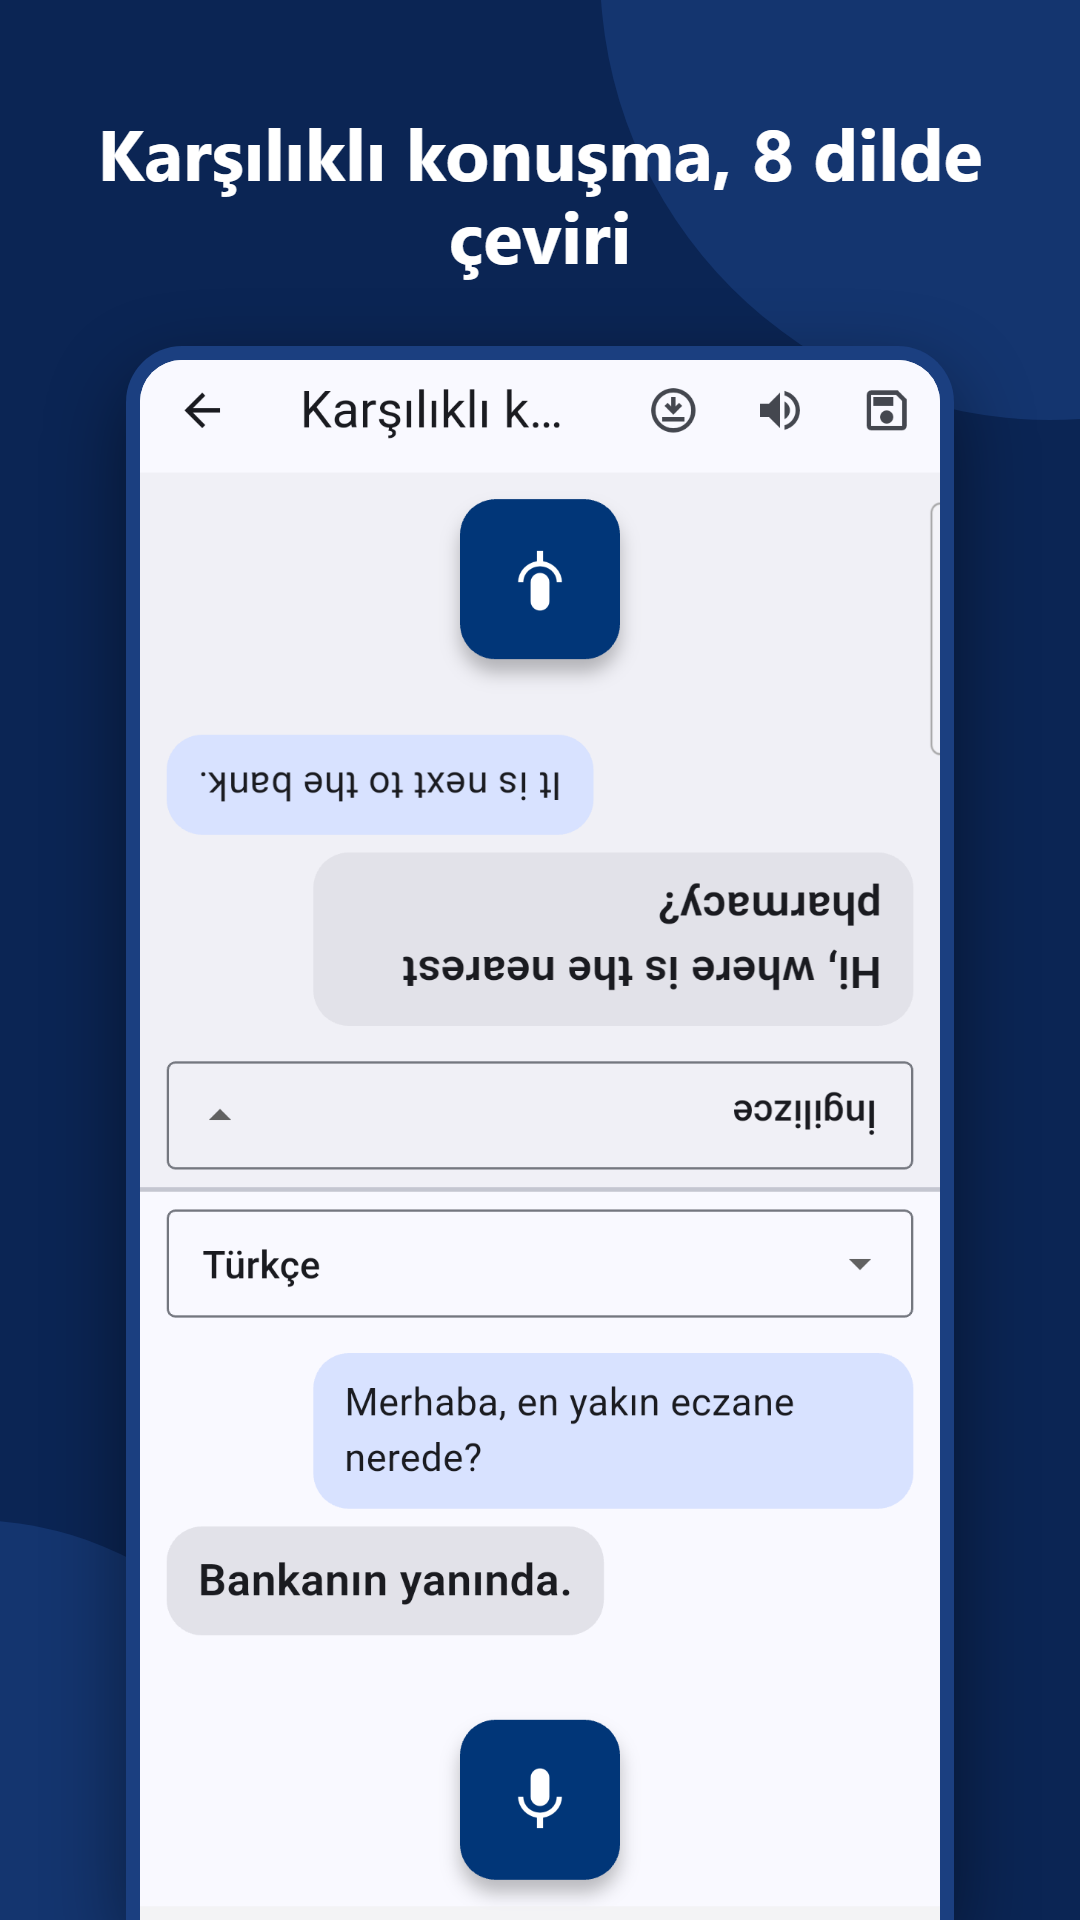 Karşılıklı konuşma, 8 dilde
çeviri
Karşılıklı k...
It is next to the bank.
Hi, where is the nearest
pharmacy?
İngilizce
Türkçe
Merhaba, en yakın eczane
nerede?
Bankanın yanında.